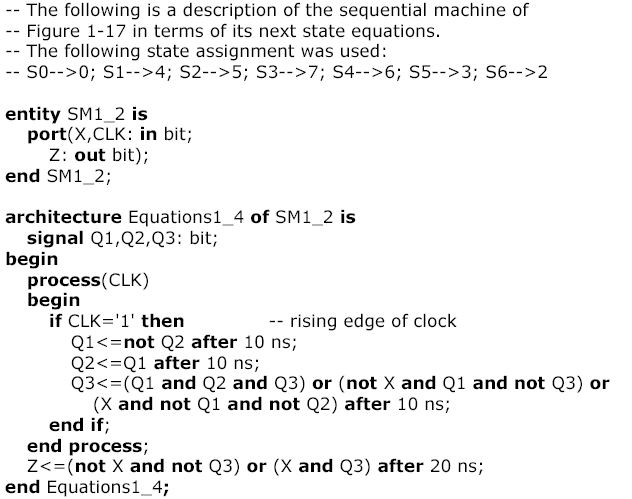 -- The following is a description of the sequential machine of
-- Figure 1-17 in terms of its next state equations.
-- The following state assignment was used:
-- S0-->0; S1-->4; S2-->5; S3-->7; S4-->6; S5-->3; S6-->2
entity SM1_2 is
port(X,CLK: in bit;
Z: out bit);
end SM1_2;
architecture Equations1_4 of SM1_2 is
signal Q1,Q2,Q3: bit;
begin
process(CLK)
begin
if CLK='1' then -- rising edge of clock
Q1<=not Q2 after 10 ns;
Q2<=Q1 after 10 ns;
Q3<=(Q1 and Q2 and Q3) or (not X and Q1 and not Q3) or
(X and not Q1 and not Q2) after 10 ns;
end if;
end process;
Z<=(not X and not Q3) or (X and Q3) after 20 ns;
end Equations1_4;